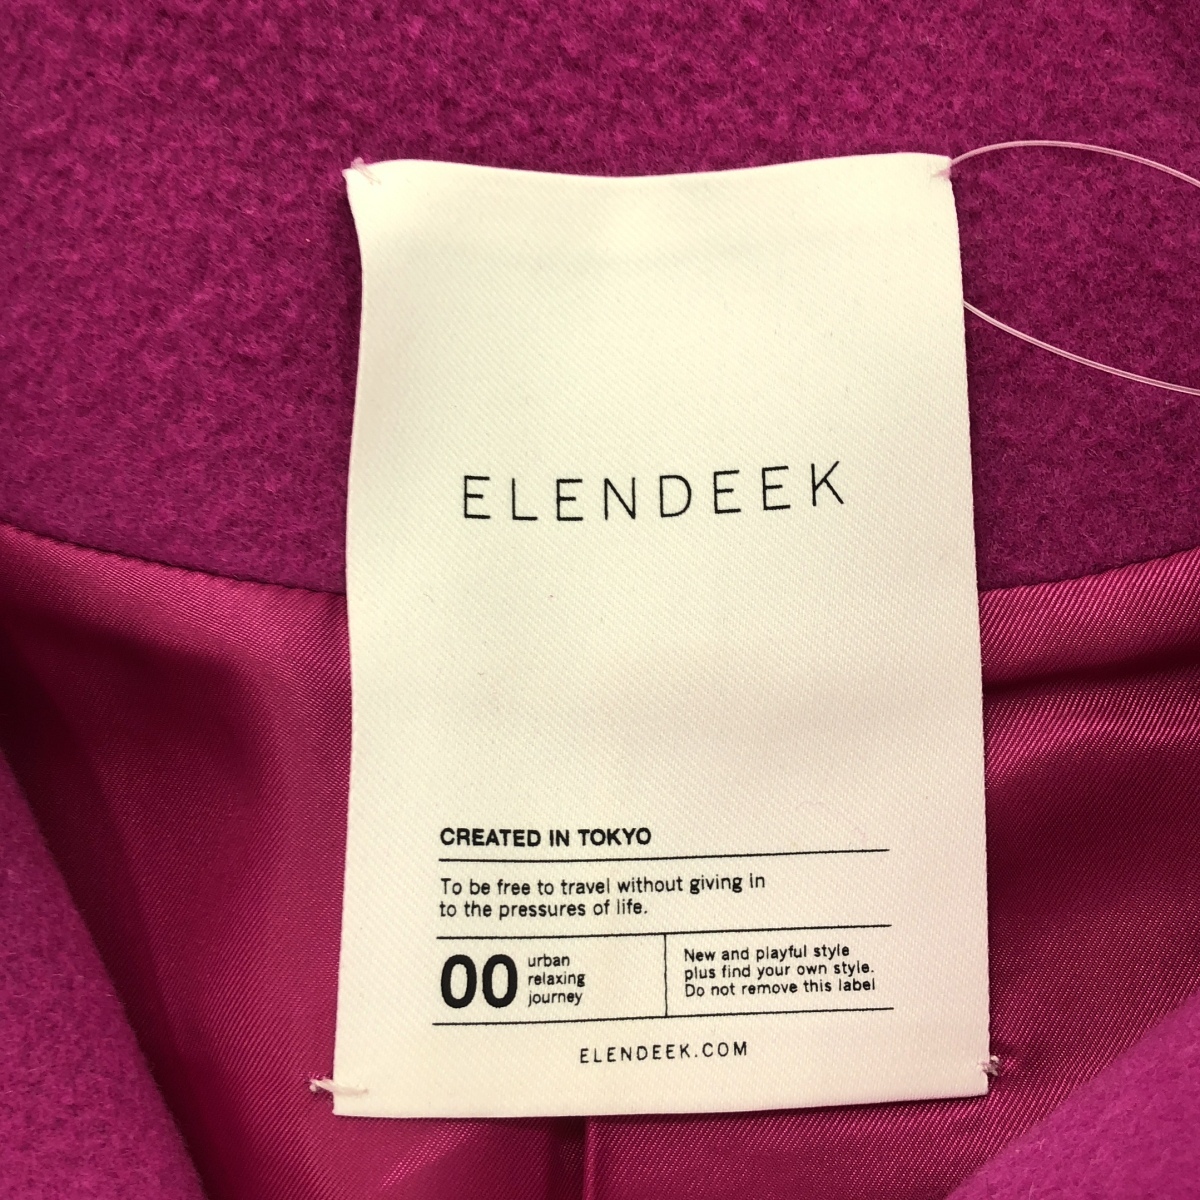 ELENDEEK
CREATED IN TOKYO
To be free to travel without giving in
to the pressures of life.
00
urban
relaxing
journey
New and playful style
plus find your own style.
Do not remove this label
ELENDEEK.COM